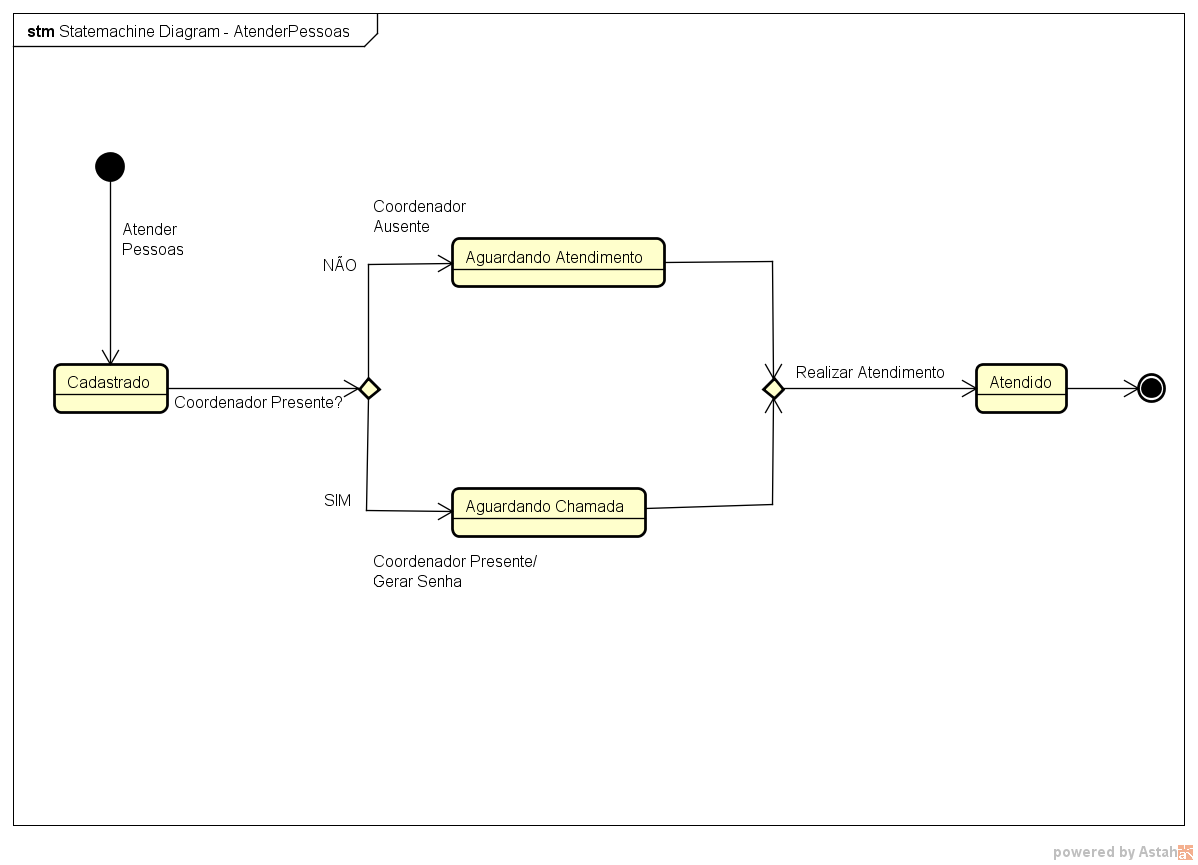 stm Statemachine Diagram - AtenderPessoas
Atender
Pessoas
Cadastrado
Coordenador Presente?
NÃO
Coordenador
Ausente
Aguardando Atendimento
SIM
Aguardando Chamada
Coordenador Presente/
Gerar Senha
Realizar Atendimento
Atendido
powered by Astah